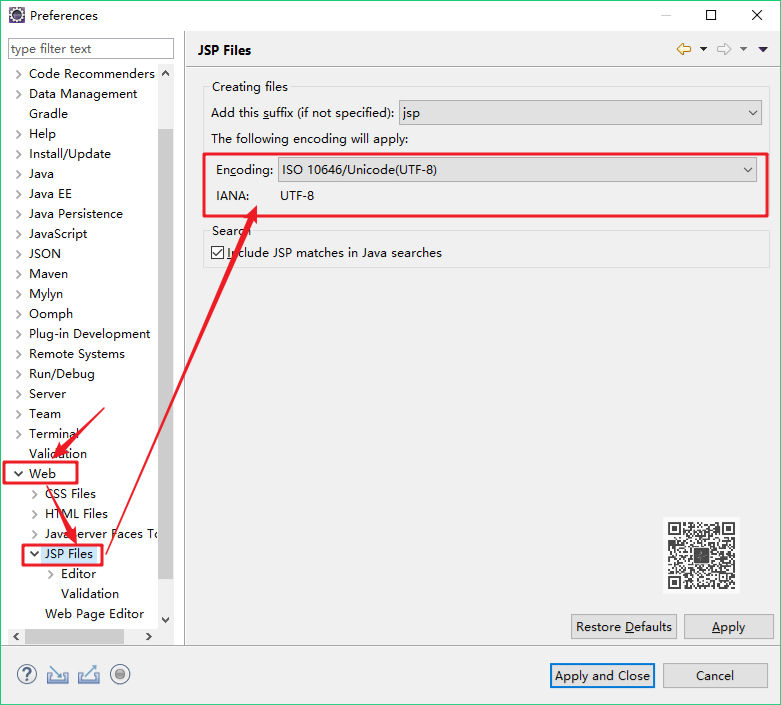 Preferences
type filter text
Code Recommenders
Data Management
Gradle
Help
Install/Update
Java
Java EE
Java Persistence
JavaScript
JSON
Maven
Mylyn
Oomph
Plug-in Development
Remote Systems
Run/Debug
Server
Team
Terminal
Validation
Web
CSS Files
HTML Files
JavaServer Faces To
JSP Files
Editor
Validation
Web Page Editor
JSP Files
Creating files
Add this suffix (if not specified): jsp
The following encoding will apply:
Encoding: ISO 10646/Unicode(UTF-8)
IANA: UTF-8
Search
Include JSP matches in Java searches
Restore Defaults Apply
Apply and Close Cancel